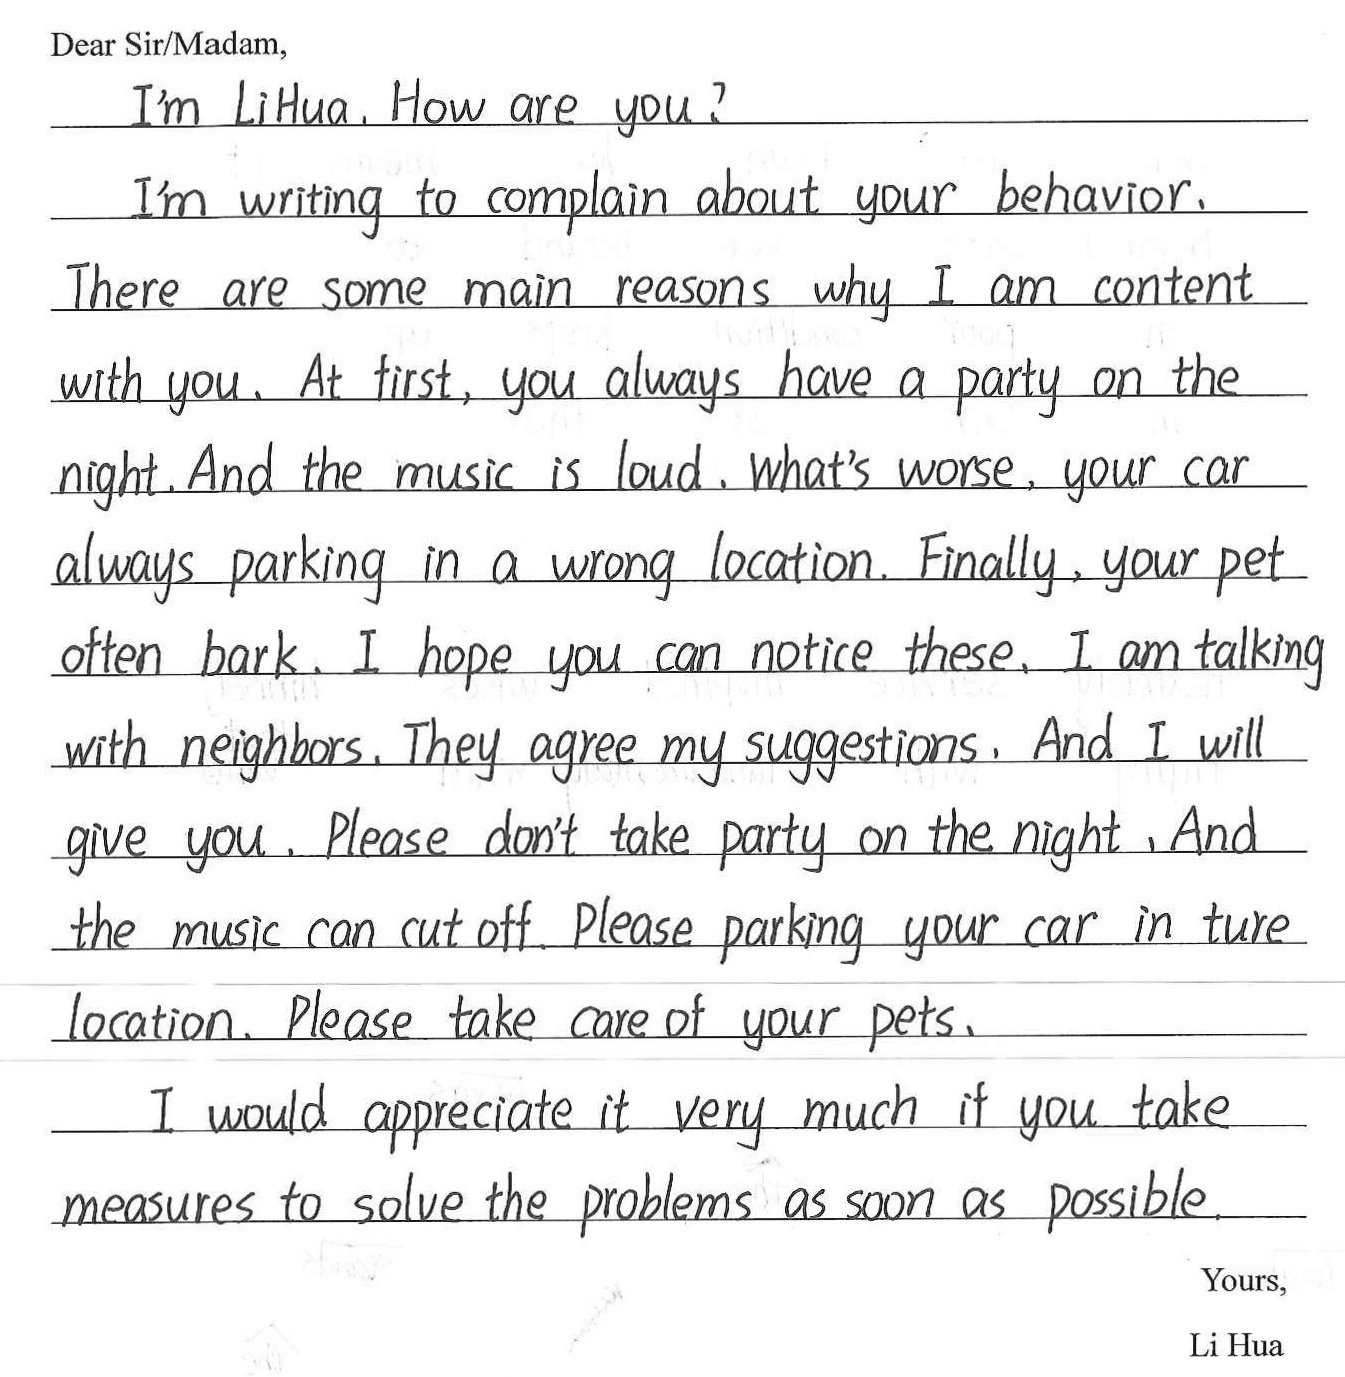 Dear Sir/Madam,
I'm Li Hua. How are you?
I'm writing to complain about your behavior.
There are some main reasons why I am content
with you. At first, you always have a party on the
night. And the music is loud. What's worse, your car
always parking in a wrong location. Finally, your pet
often bark. I hope you can notice these. I am talking
with neighbors. They agree my suggestions. And I will
give you. Please don't take party on the night. And
the music can cut off. Please parking your car in ture
location. Please take care of your pets.
I would appreciate it very much if you take
measures to solve the problems as soon as possible.
Yours,
Li Hua